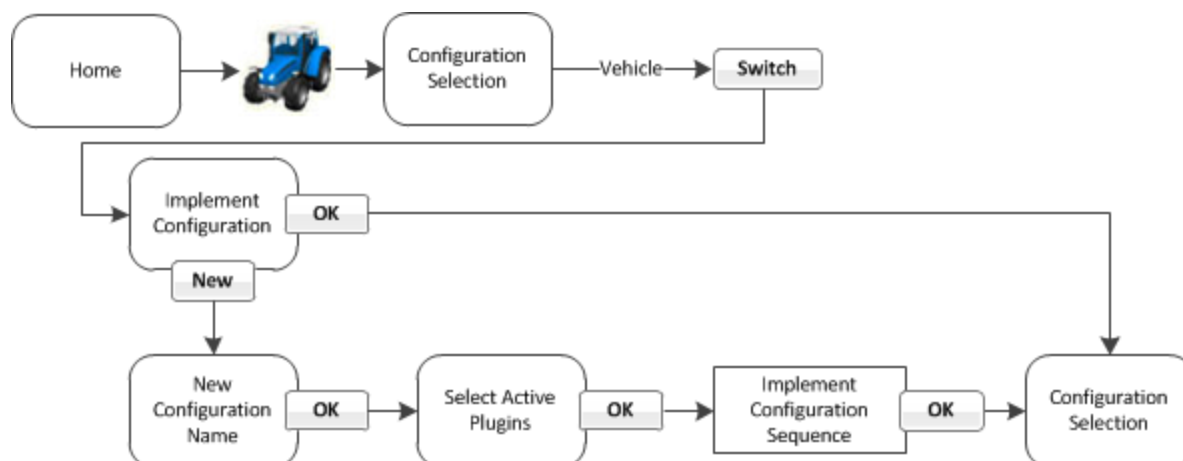 Home
Configuration
Selection
Vehicle
Switch
Implement
Configuration
OK
New
New
Configuration
Name
OK
Select Active
Plugins
OK
Implement
Configuration
Sequence
OK
Configuration
Selection